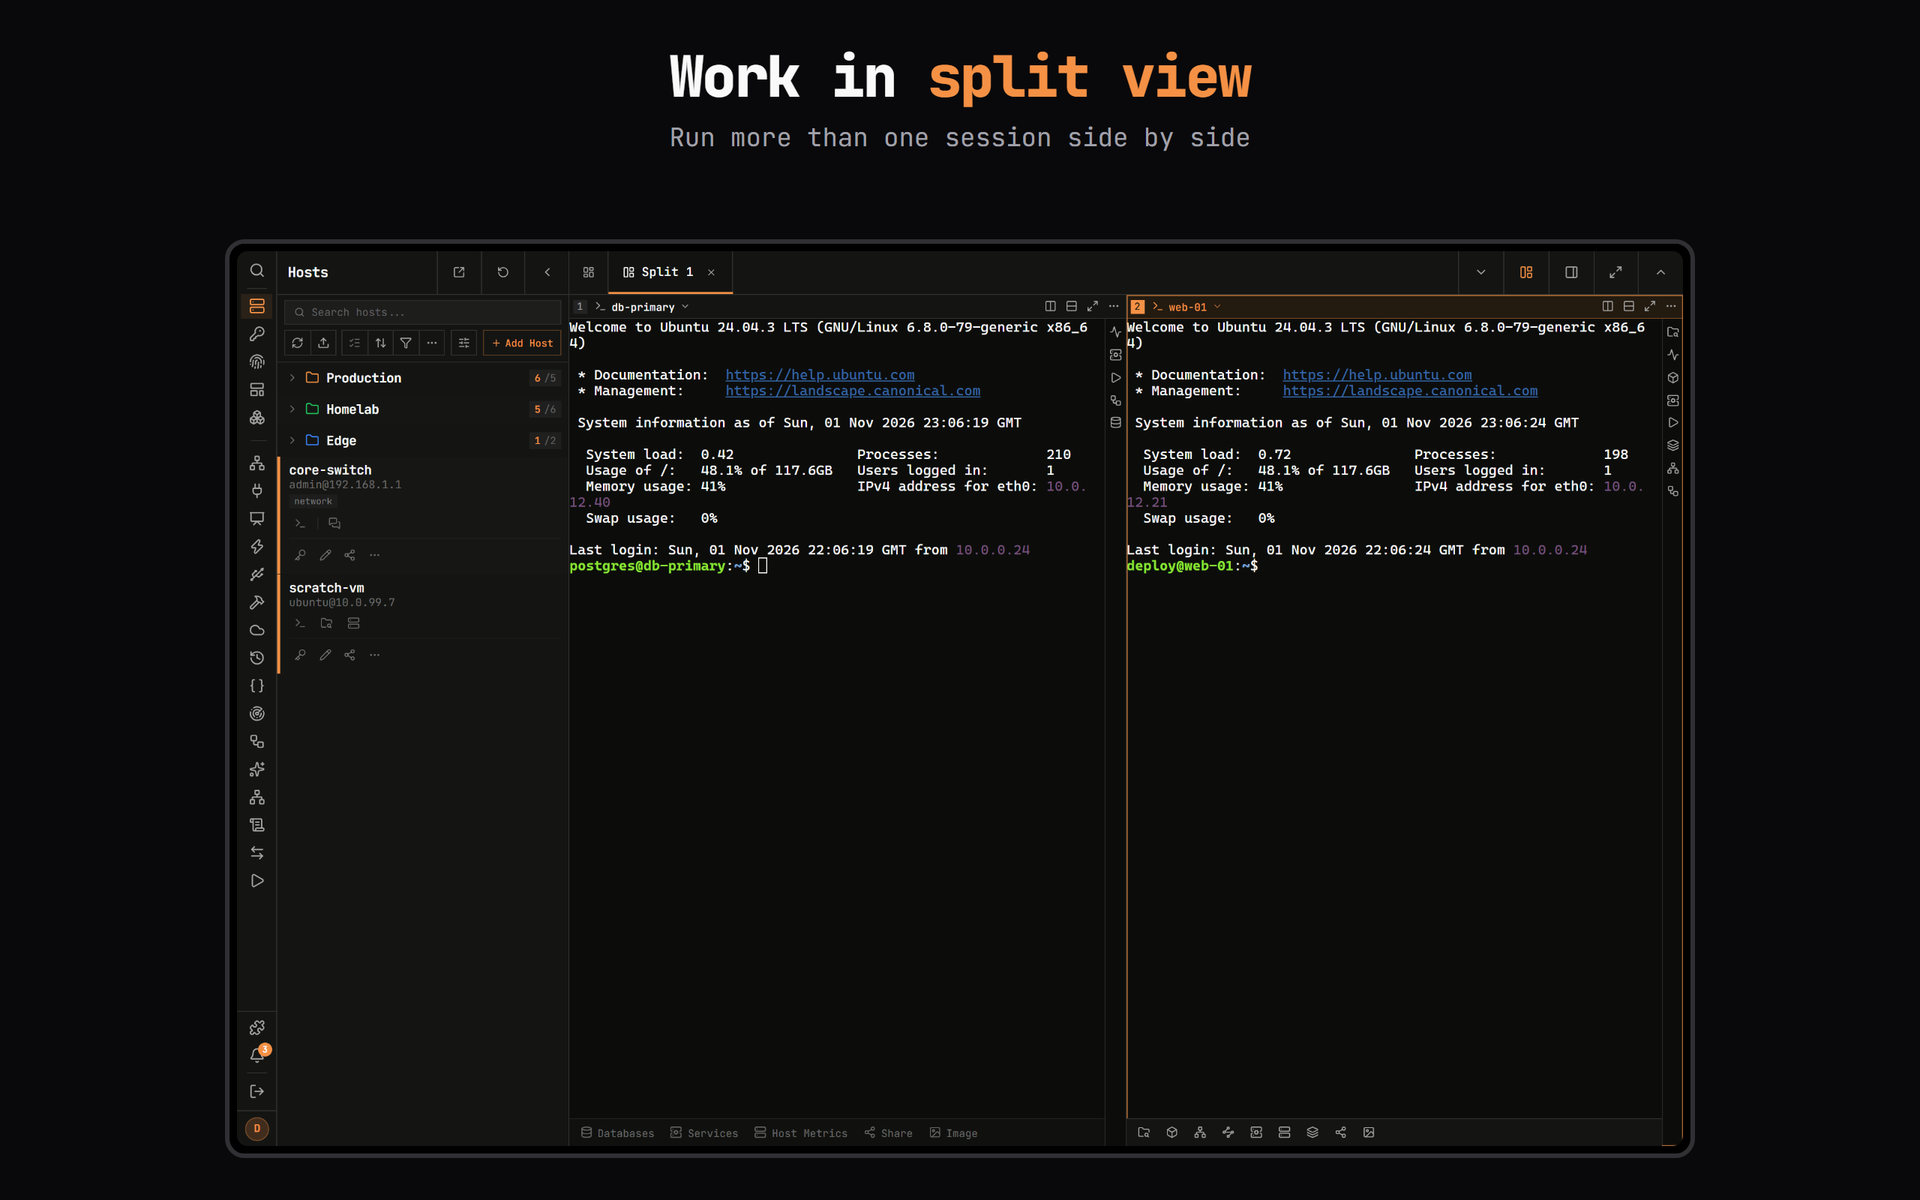 Work in split view
Run more than one session side by side
Hosts
Split 1
Search hosts...
+ Add Host
Production 6 /5
Homelab 5 /6
Edge 1 /2
core-switch
admin@192.168.1.1
network
scratch-vm
ubuntu@10.0.99.7
3
D
1 >_ db-primary
Welcome to Ubuntu 24.04.3 LTS (GNU/Linux 6.8.0-79-generic x86_6
4)
* Documentation: https://help.ubuntu.com
* Management: https://landscape.canonical.com
System information as of Sun, 01 Nov 2026 23:06:19 GMT
System load: 0.42 Processes: 210
Usage of /: 48.1% of 117.6GB Users logged in: 1
Memory usage: 41% IPv4 address for eth0: 10.0.
12.40
Swap usage: 0%
Last login: Sun, 01 Nov 2026 22:06:19 GMT from 10.0.0.24
postgres@db-primary:~$
Databases Services Host Metrics Share Image
2 >_ web-01
Welcome to Ubuntu 24.04.3 LTS (GNU/Linux 6.8.0-79-generic x86_6
4)
* Documentation: https://help.ubuntu.com
* Management: https://landscape.canonical.com
System information as of Sun, 01 Nov 2026 23:06:24 GMT
System load: 0.72 Processes: 198
Usage of /: 48.1% of 117.6GB Users logged in: 1
Memory usage: 41% IPv4 address for eth0: 10.0.
12.21
Swap usage: 0%
Last login: Sun, 01 Nov 2026 22:06:24 GMT from 10.0.0.24
deploy@web-01:~$